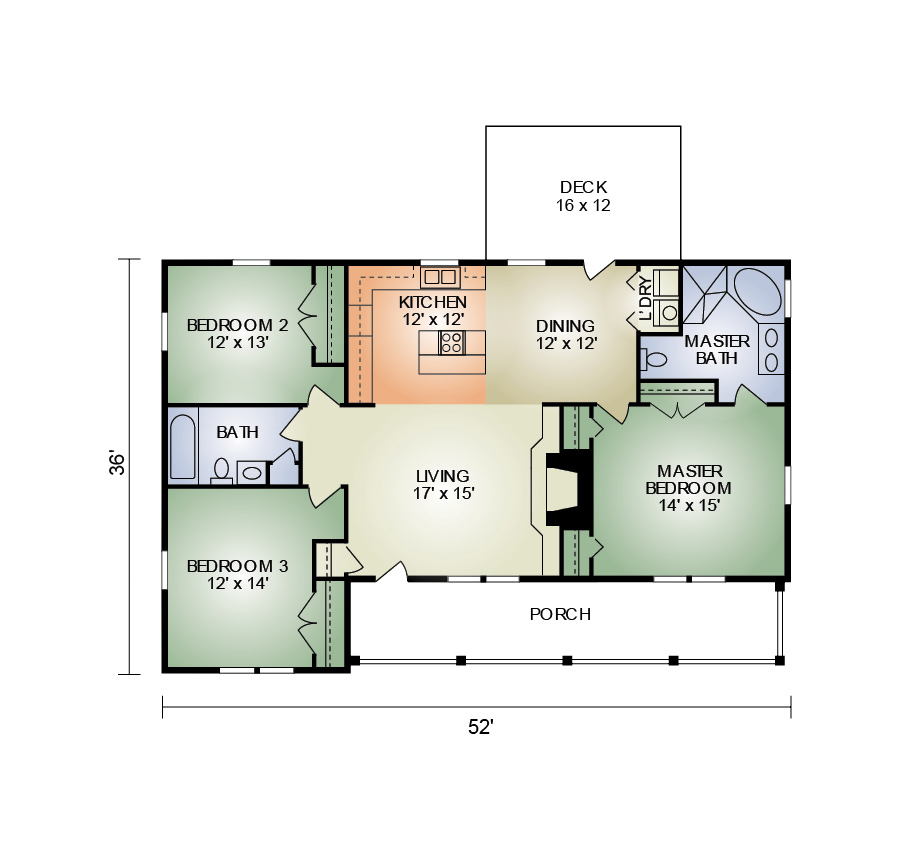 DECK
16 x 12
KITCHEN
12' x 12'
L'DRY
BEDROOM 2
12' x 13'
DINING
12' x 12'
MASTER
BATH
BATH
LIVING
17' x 15'
MASTER
BEDROOM
14' x 15'
36'
BEDROOM 3
12' x 14'
PORCH
52'